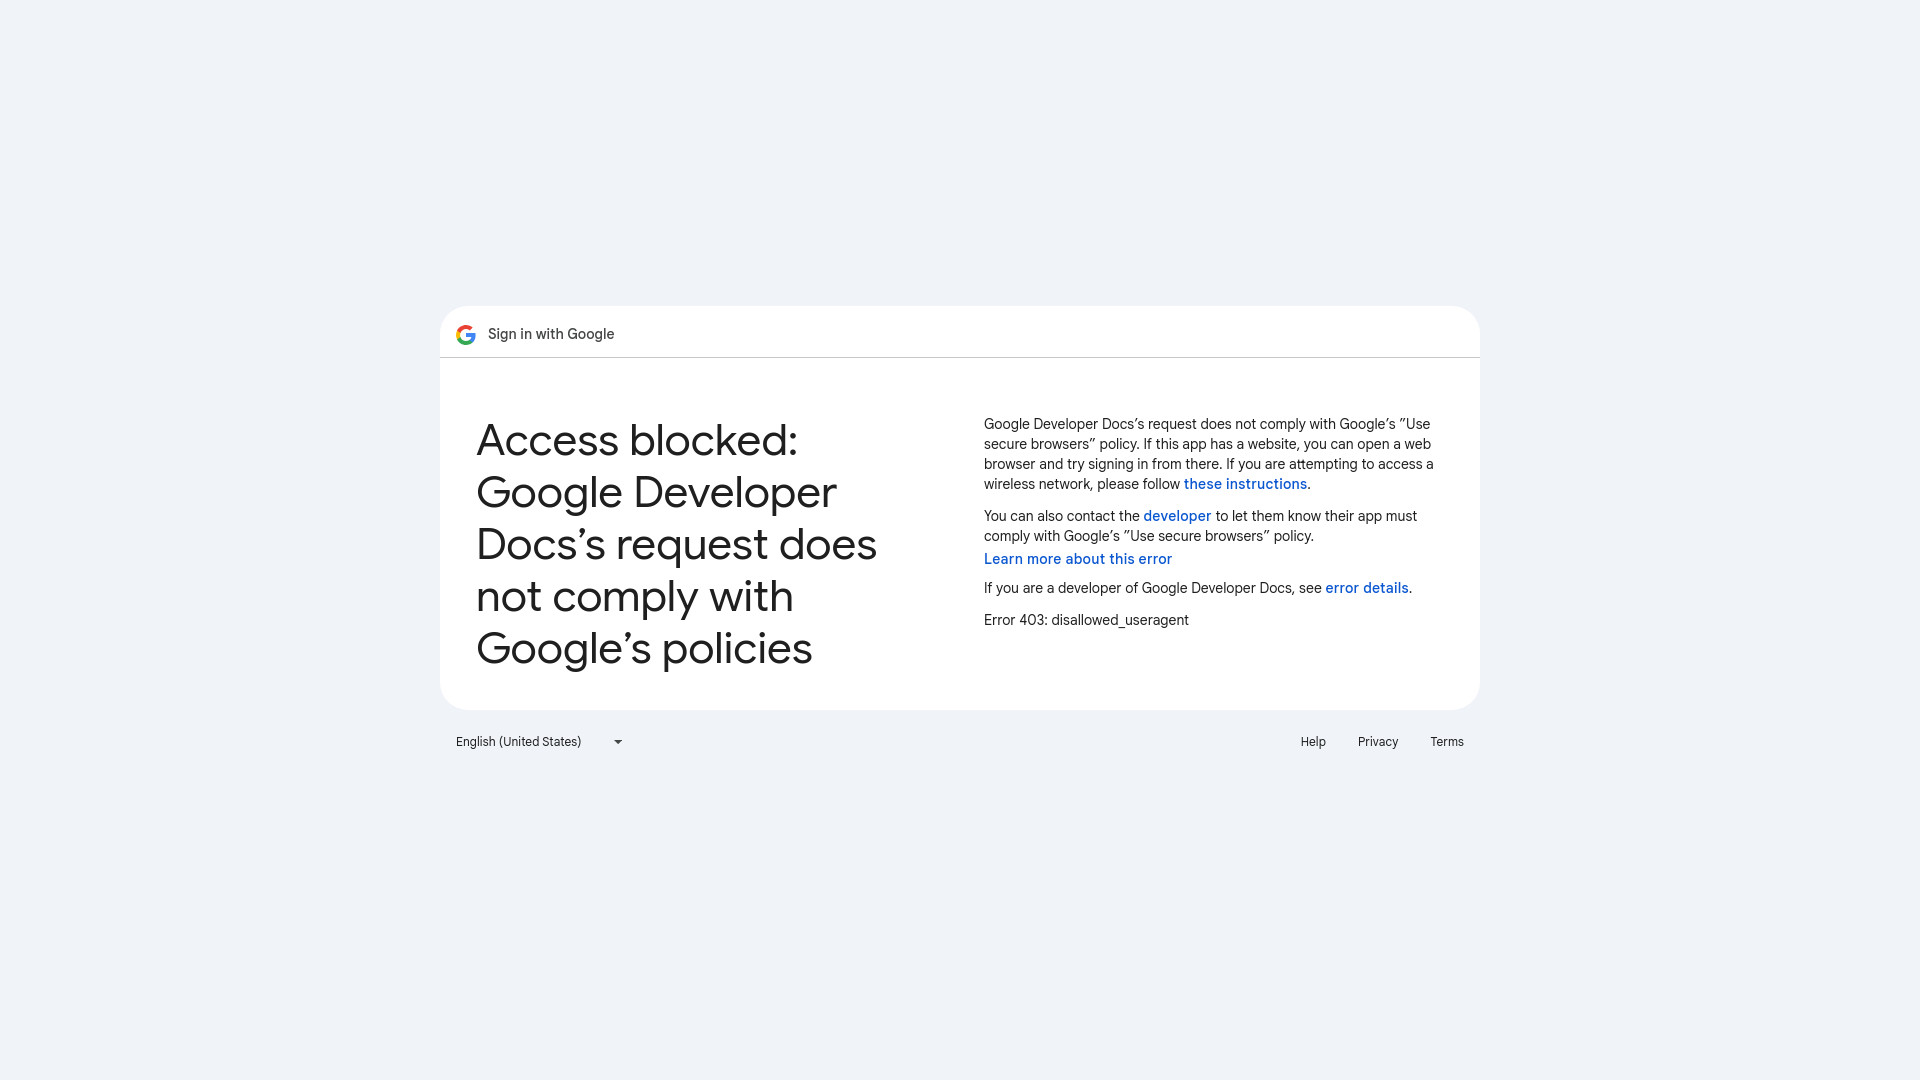 Sign in with Google
Access blocked:
Google Developer
Docs’s request does
not comply with
Google’s policies
Google Developer Docs’s request does not comply with Google’s ”Use
secure browsers” policy. If this app has a website, you can open a web
browser and try signing in from there. If you are attempting to access a
wireless network, please follow these instructions.
You can also contact the developer to let them know their app must
comply with Google’s ”Use secure browsers” policy.
Learn more about this error
If you are a developer of Google Developer Docs, see error details.
Error 403: disallowed_useragent
English (United States)
Help Privacy Terms